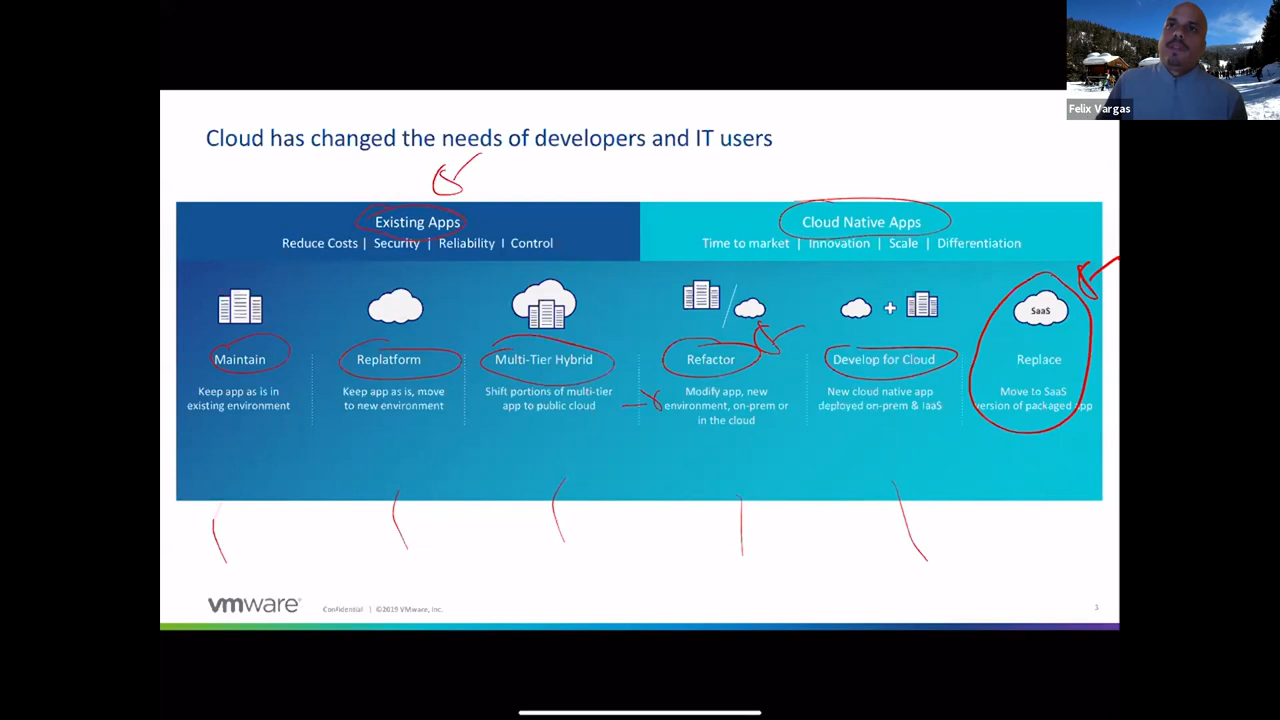 Felix Vargas
Cloud has changed the needs of developers and IT users
Existing Apps
Reduce Costs | Security | Reliability I Control
Cloud Native Apps
Time to market | Innovation | Scale | Differentiation
Maintain
Keep app as is in
existing environment
Replatform
Keep app as is, move
to new environment
Multi-Tier Hybrid
Shift portions of multi-tier
app to public cloud
Refactor
Modify app, new
environment, on-prem or
in the cloud
Develop for Cloud
New cloud native app
deployed on-prem & IaaS
SaaS
Replace
Move to SaaS
version of packaged app
vmware
Confidential | ©2019 VMware, Inc.
3